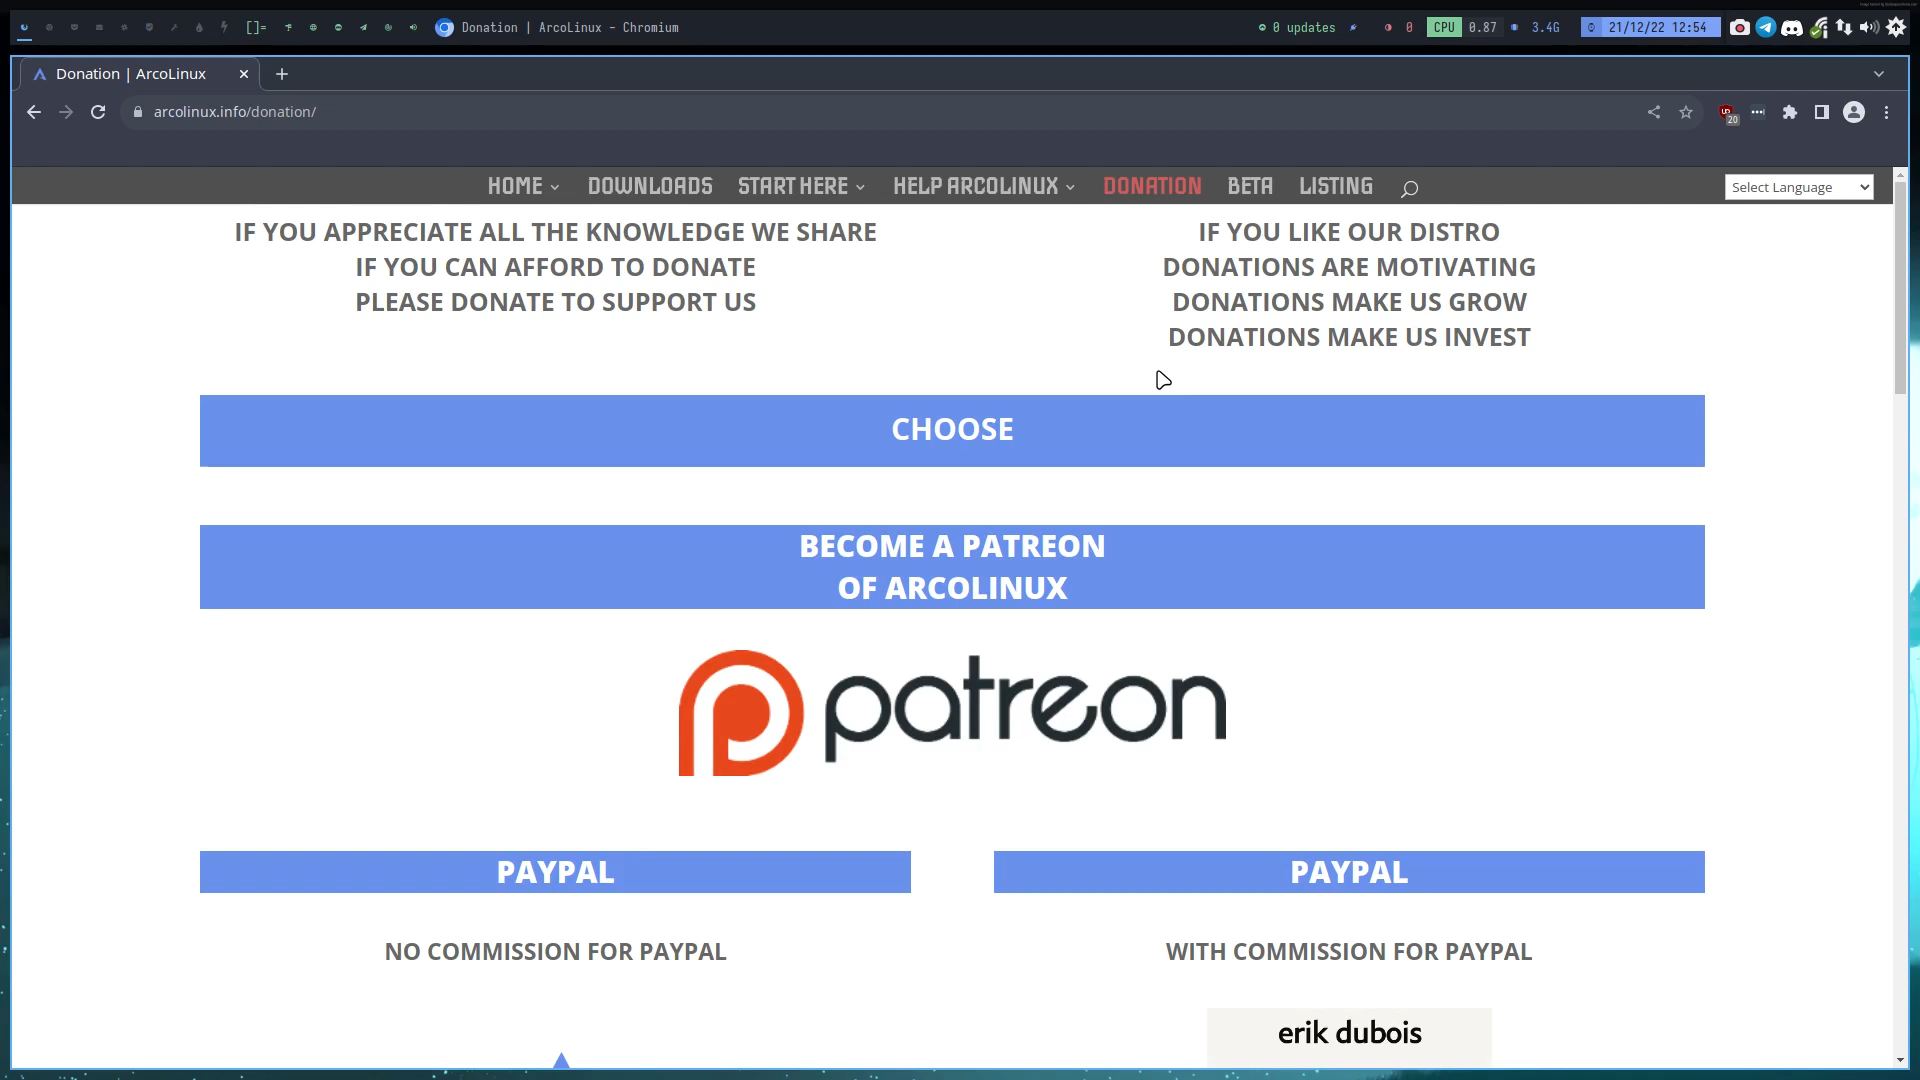 []=
Donation | ArcoLinux - Chromium
0 updates
0
CPU 0.87
3.4G
21/12/22 12:54
Donation | ArcoLinux
arcolinux.info/donation/
20
HOME
DOWNLOADS
START HERE
HELP ARCOLINUX
DONATION
BETA
LISTING
Select Language
IF YOU APPRECIATE ALL THE KNOWLEDGE WE SHARE
IF YOU CAN AFFORD TO DONATE
PLEASE DONATE TO SUPPORT US
IF YOU LIKE OUR DISTRO
DONATIONS ARE MOTIVATING
DONATIONS MAKE US GROW
DONATIONS MAKE US INVEST
CHOOSE
BECOME A PATREON
OF ARCOLINUX
patreon
PAYPAL
NO COMMISSION FOR PAYPAL
PAYPAL
WITH COMMISSION FOR PAYPAL
erik dubois